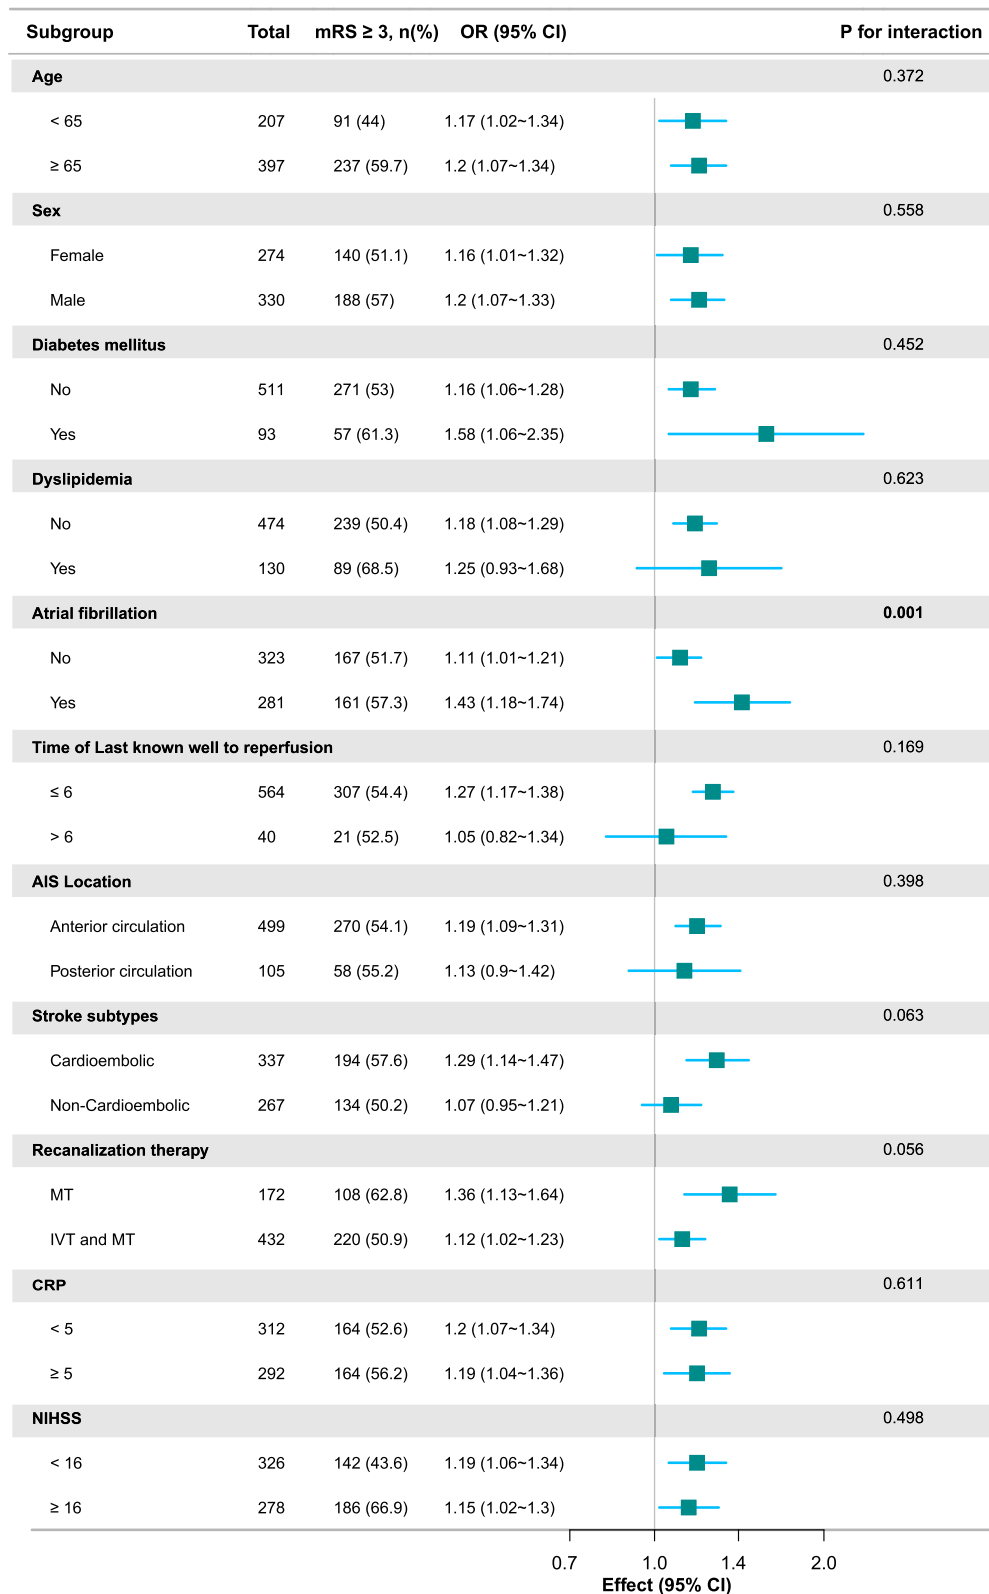 Subgroup Total mRS ≥ 3, n(%) OR (95% CI) P for interaction
Age 0.372
< 65 207 91 (44) 1.17 (1.02~1.34)
≥ 65 397 237 (59.7) 1.2 (1.07~1.34)
Sex 0.558
Female 274 140 (51.1) 1.16 (1.01~1.32)
Male 330 188 (57) 1.2 (1.07~1.33)
Diabetes mellitus 0.452
No 511 271 (53) 1.16 (1.06~1.28)
Yes 93 57 (61.3) 1.58 (1.06~2.35)
Dyslipidemia 0.623
No 474 239 (50.4) 1.18 (1.08~1.29)
Yes 130 89 (68.5) 1.25 (0.93~1.68)
Atrial fibrillation 0.001
No 323 167 (51.7) 1.11 (1.01~1.21)
Yes 281 161 (57.3) 1.43 (1.18~1.74)
Time of Last known well to reperfusion 0.169
≤ 6 564 307 (54.4) 1.27 (1.17~1.38)
> 6 40 21 (52.5) 1.05 (0.82~1.34)
AIS Location 0.398
Anterior circulation 499 270 (54.1) 1.19 (1.09~1.31)
Posterior circulation 105 58 (55.2) 1.13 (0.9~1.42)
Stroke subtypes 0.063
Cardioembolic 337 194 (57.6) 1.29 (1.14~1.47)
Non-Cardioembolic 267 134 (50.2) 1.07 (0.95~1.21)
Recanalization therapy 0.056
MT 172 108 (62.8) 1.36 (1.13~1.64)
IVT and MT 432 220 (50.9) 1.12 (1.02~1.23)
CRP 0.611
< 5 312 164 (52.6) 1.2 (1.07~1.34)
≥ 5 292 164 (56.2) 1.19 (1.04~1.36)
NIHSS 0.498
< 16 326 142 (43.6) 1.19 (1.06~1.34)
≥ 16 278 186 (66.9) 1.15 (1.02~1.3)
0.7 1.0 1.4 2.0
Effect (95% CI)